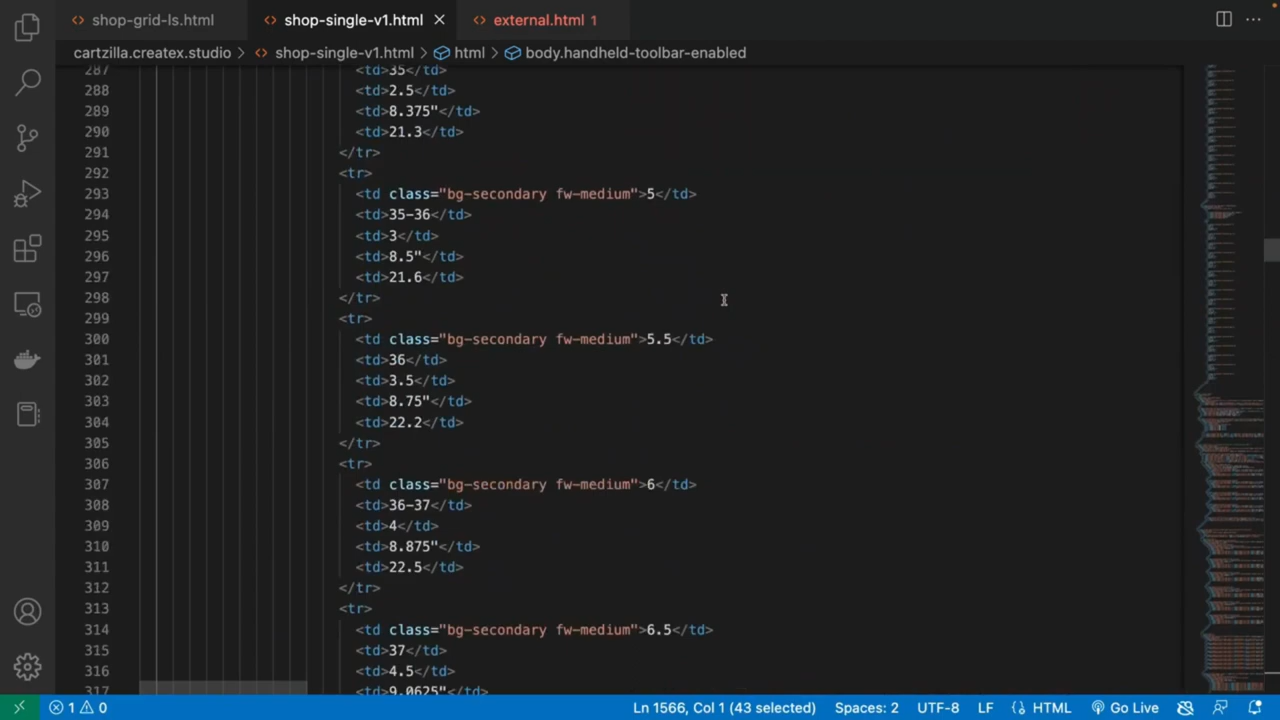 shop-grid-ls.html
shop-single-v1.html
external.html 1
cartzilla.createx.studio > shop-single-v1.html > html > body.handheld-toolbar-enabled
287 <td>35</td>
288 <td>2.5</td>
289 <td>8.375"</td>
290 <td>21.3</td>
291 </tr>
292 <tr>
293 <td class="bg-secondary fw-medium">5</td>
294 <td>35-36</td>
295 <td>3</td>
296 <td>8.5"</td>
297 <td>21.6</td>
298 </tr>
299 <tr>
300 <td class="bg-secondary fw-medium">5.5</td>
301 <td>36</td>
302 <td>3.5</td>
303 <td>8.75"</td>
304 <td>22.2</td>
305 </tr>
306 <tr>
307 <td class="bg-secondary fw-medium">6</td>
308 <td>36-37</td>
309 <td>4</td>
310 <td>8.875"</td>
311 <td>22.5</td>
312 </tr>
313 <tr>
314 <td class="bg-secondary fw-medium">6.5</td>
315 <td>37</td>
316 <td>4.5</td>
317 <td>9.0625"</td>
1 0 Ln 1566, Col 1 (43 selected) Spaces: 2 UTF-8 LF HTML Go Live